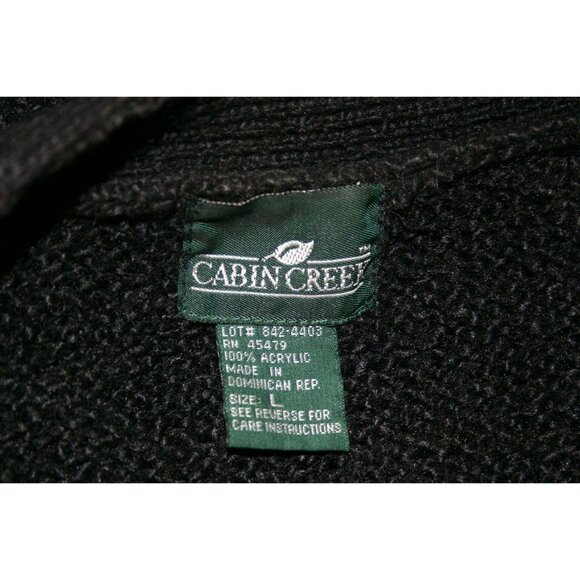 CABIN CREEK
LOT# 842-4403
RN 45479
100% ACRYLIC
MADE IN
DOMINICAN REP.
SIZE: L
SEE REVERSE FOR
CARE INSTRUCTIONS